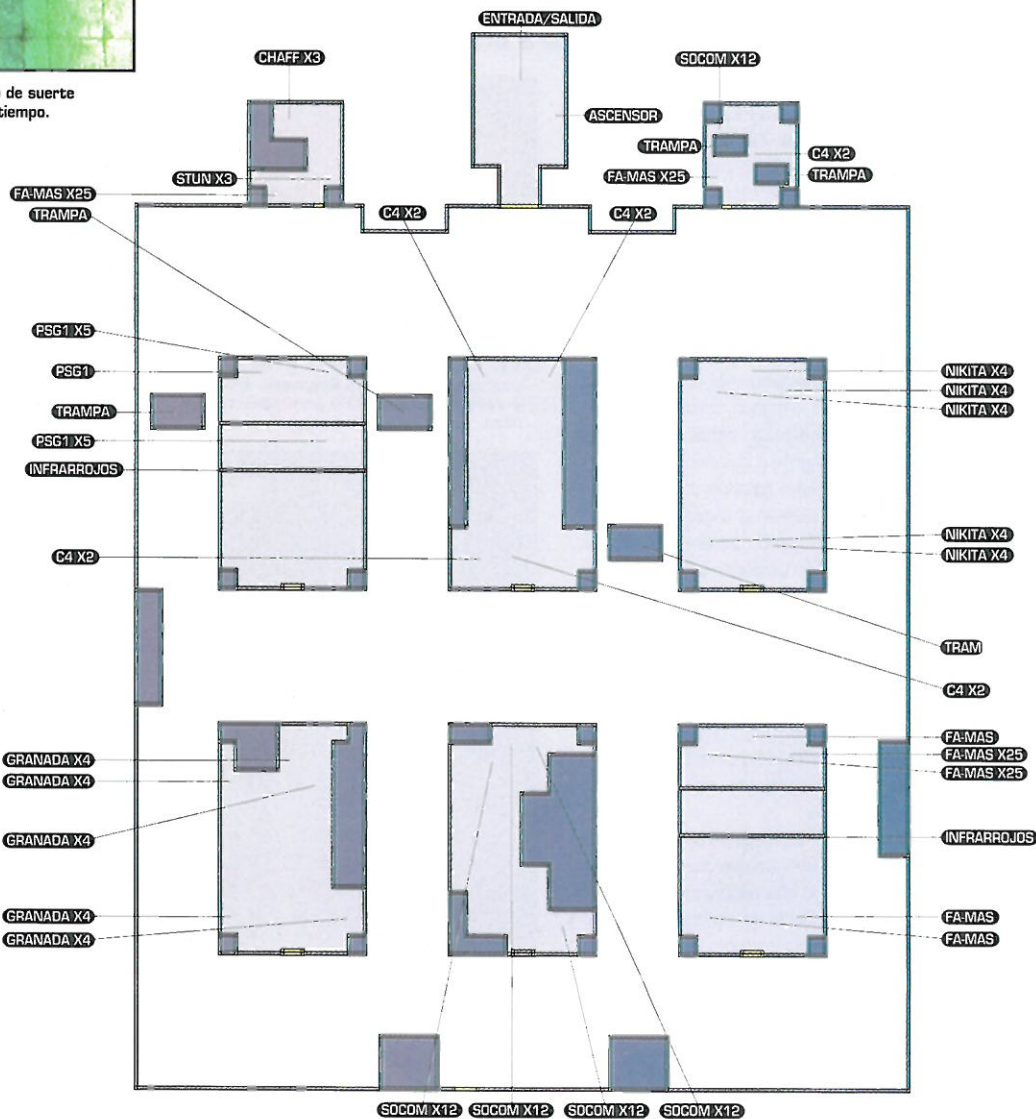 de suerte
tiempo.
ENTRADA/SALIDA
CHAFF X3
SOCOM X12
ASCENSOR
TRAMPA
C4 X2
STUN X3
FA-MAS X25
TRAMPA
FA-MAS X25
TRAMPA
C4 X2
C4 X2
PSG1 X5
PSG1
TRAMPA
PSG1 X5
INFRARROJOS
C4 X2
NIKITA X4
NIKITA X4
NIKITA X4
NIKITA X4
NIKITA X4
TRAM
C4 X2
GRANADA X4
GRANADA X4
GRANADA X4
GRANADA X4
GRANADA X4
FA-MAS
FA-MAS X25
FA-MAS X25
INFRARROJOS
FA-MAS
FA-MAS
SOCOM X12
SOCOM X12
SOCOM X12
SOCOM X12